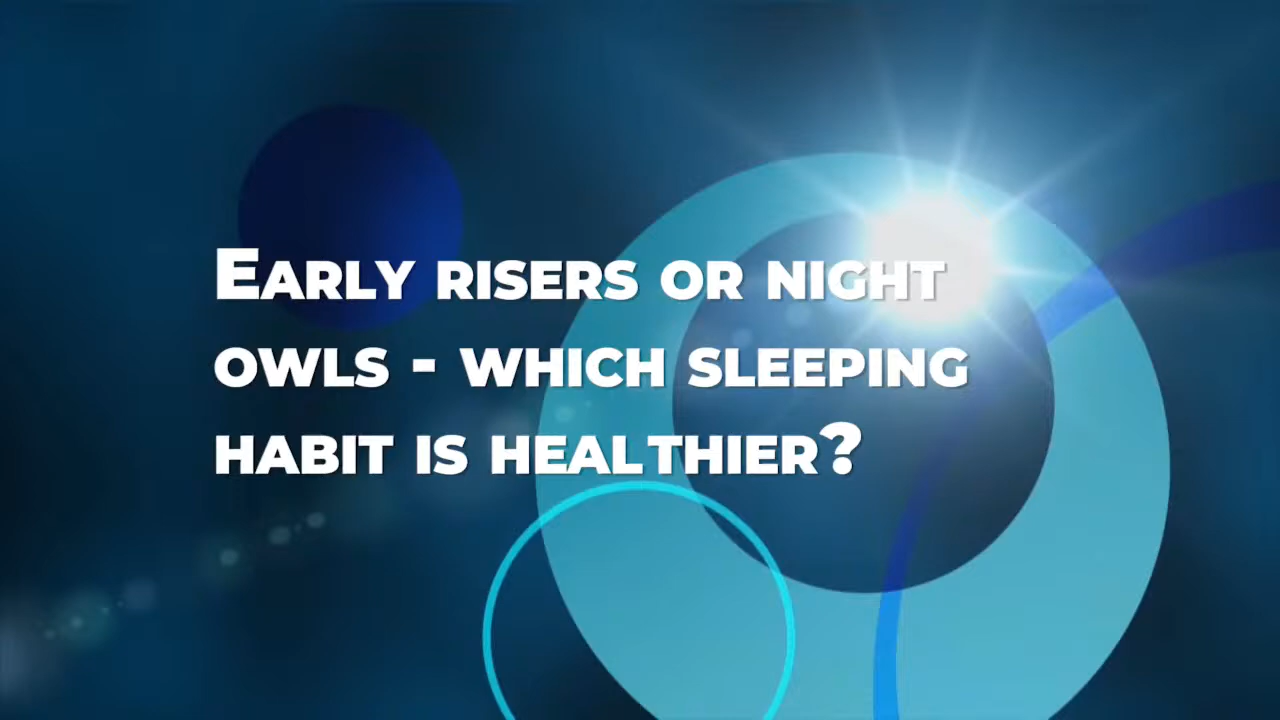 Early risers or night
owls - which sleeping
habit is healthier?